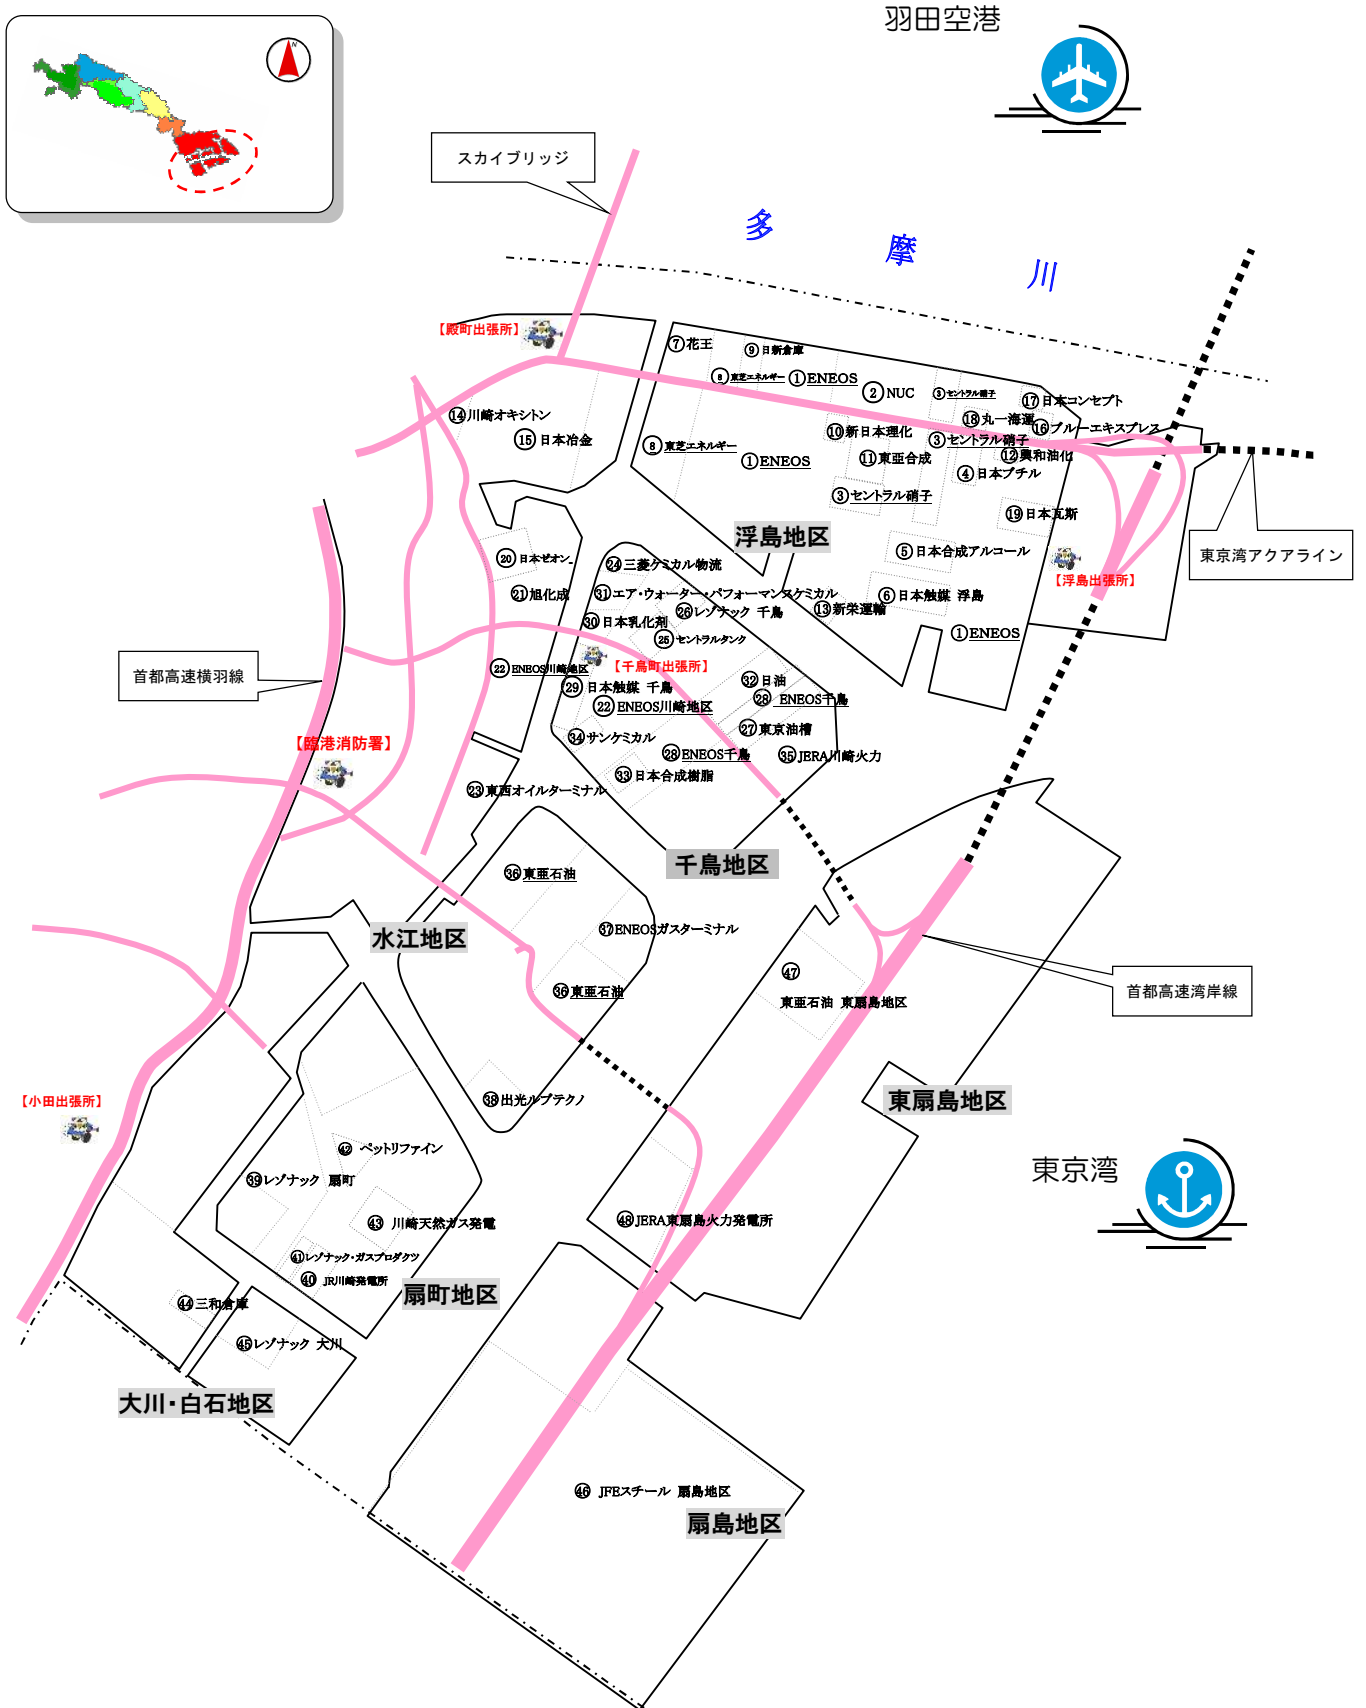 羽田空港
N
スカイブリッジ
多摩川
【殿町出張所】
⑦花王
⑨日新倉庫
⑧東芝エネルギー
①ENEOS
②NUC
③セントラル硝子
⑰日本コンセプト
⑭川崎オキシトン
⑮日本冶金
⑱丸一海運
⑯ブルーエキスプレス
⑩新日本理化
③セントラル硝子
⑧東芝エネルギー
①ENEOS
⑪東亜合成
⑫興和油化
④日本ブチル
③セントラル硝子
⑲日本瓦斯
浮島地区
東京湾アクアライン
⑳日本ゼオン
⑤日本合成アルコール
【浮島出張所】
㉔三菱ケミカル物流
㉑旭化成
㉛エア・ウォーター・パフォーマンスケミカル
⑥日本触媒 浮島
㉖レゾナック 千鳥
⑬新栄運輸
㉚日本乳化剤
㉕セントラルタンク
①ENEOS
首都高速横羽線
㉒ENEOS川崎地区
【千鳥町出張所】
㉙日本触媒 千鳥
㉜日油
㉒ENEOS川崎地区
㉘ENEOS千鳥
㉗東京油槽
㉞サンケミカル
【臨港消防署】
㉘ENEOS千鳥
㉟JERA川崎火力
㉝日本合成樹脂
㉓東西オイルターミナル
千鳥地区
㊱東亜石油
㊲ENEOSガスターミナル
水江地区
㊼
東亜石油 東扇島地区
㊱東亜石油
首都高速湾岸線
㊳出光ルブテクノ
東扇島地区
【小田出張所】
㊷ペットリファイン
東京湾
㊴レゾナック 扇町
㊸川崎天然ガス発電
㊽JERA東扇島火力発電所
㊶レゾナック・ガスプロダクツ
㊵JR川崎発電所
扇町地区
㊹三和倉庫
㊺レゾナック 大川
大川・白石地区
㊻JFEスチール 扇島地区
扇島地区